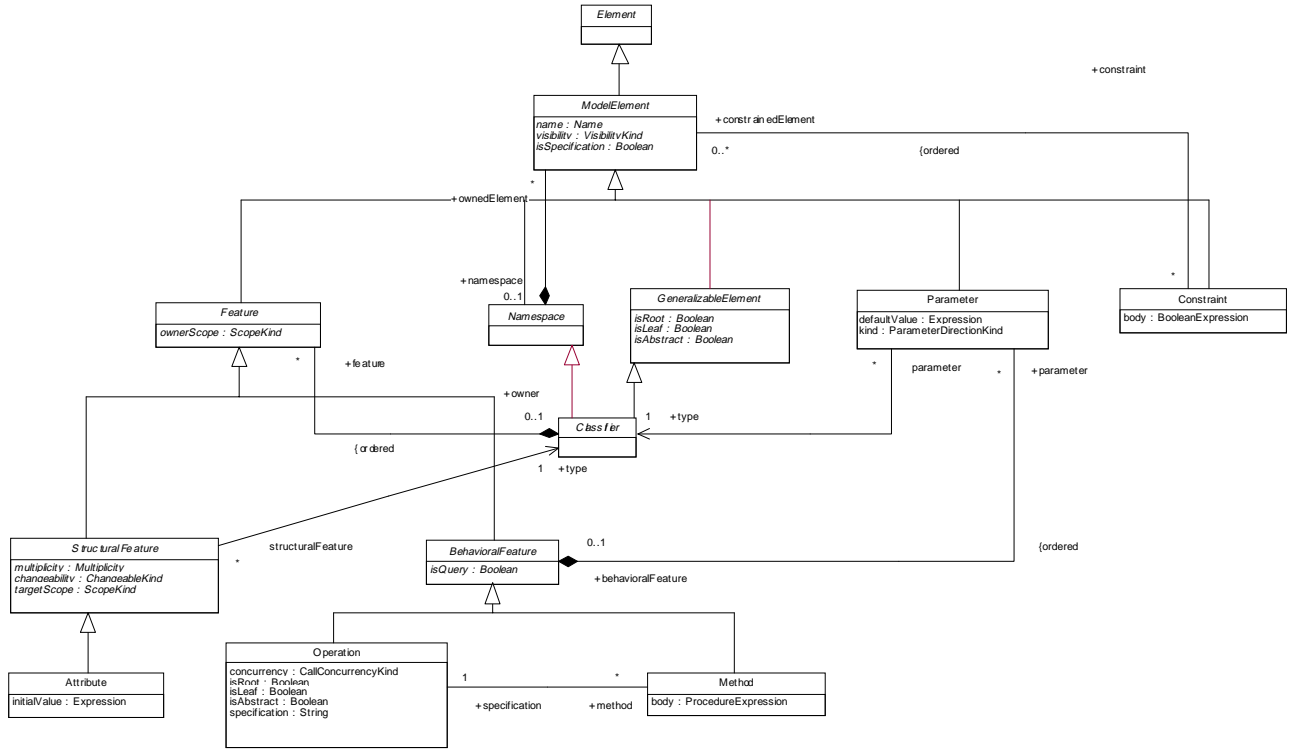 Element
+constraint
ModelElement
name : Name
visibility : VisibilityKind
isSpecification : Boolean
+constrainedElement
0..*
{ordered
*
+ownedElement
+namespace
0..1
*
Feature
ownerScope : ScopeKind
Namespace
GeneralizableElement
isRoot : Boolean
isLeaf : Boolean
isAbstract : Boolean
Parameter
defaultValue : Expression
kind : ParameterDirectionKind
Constraint
body : BooleanExpression
*
+feature
*
parameter
*
+parameter
+owner
0..1
1
+type
Classifier
{ordered
1
+type
StructuralFeature
multiplicity : Multiplicity
changeability : ChangeableKind
targetScope : ScopeKind
structuralFeature
*
BehavioralFeature
isQuery : Boolean
0..1
{ordered
+behavioralFeature
Operation
concurrency : CallConcurrencyKind
isRoot : Boolean
isLeaf : Boolean
isAbstract : Boolean
specification : String
Attribute
initialValue : Expression
1
*
+specification
+method
Method
body : ProcedureExpression